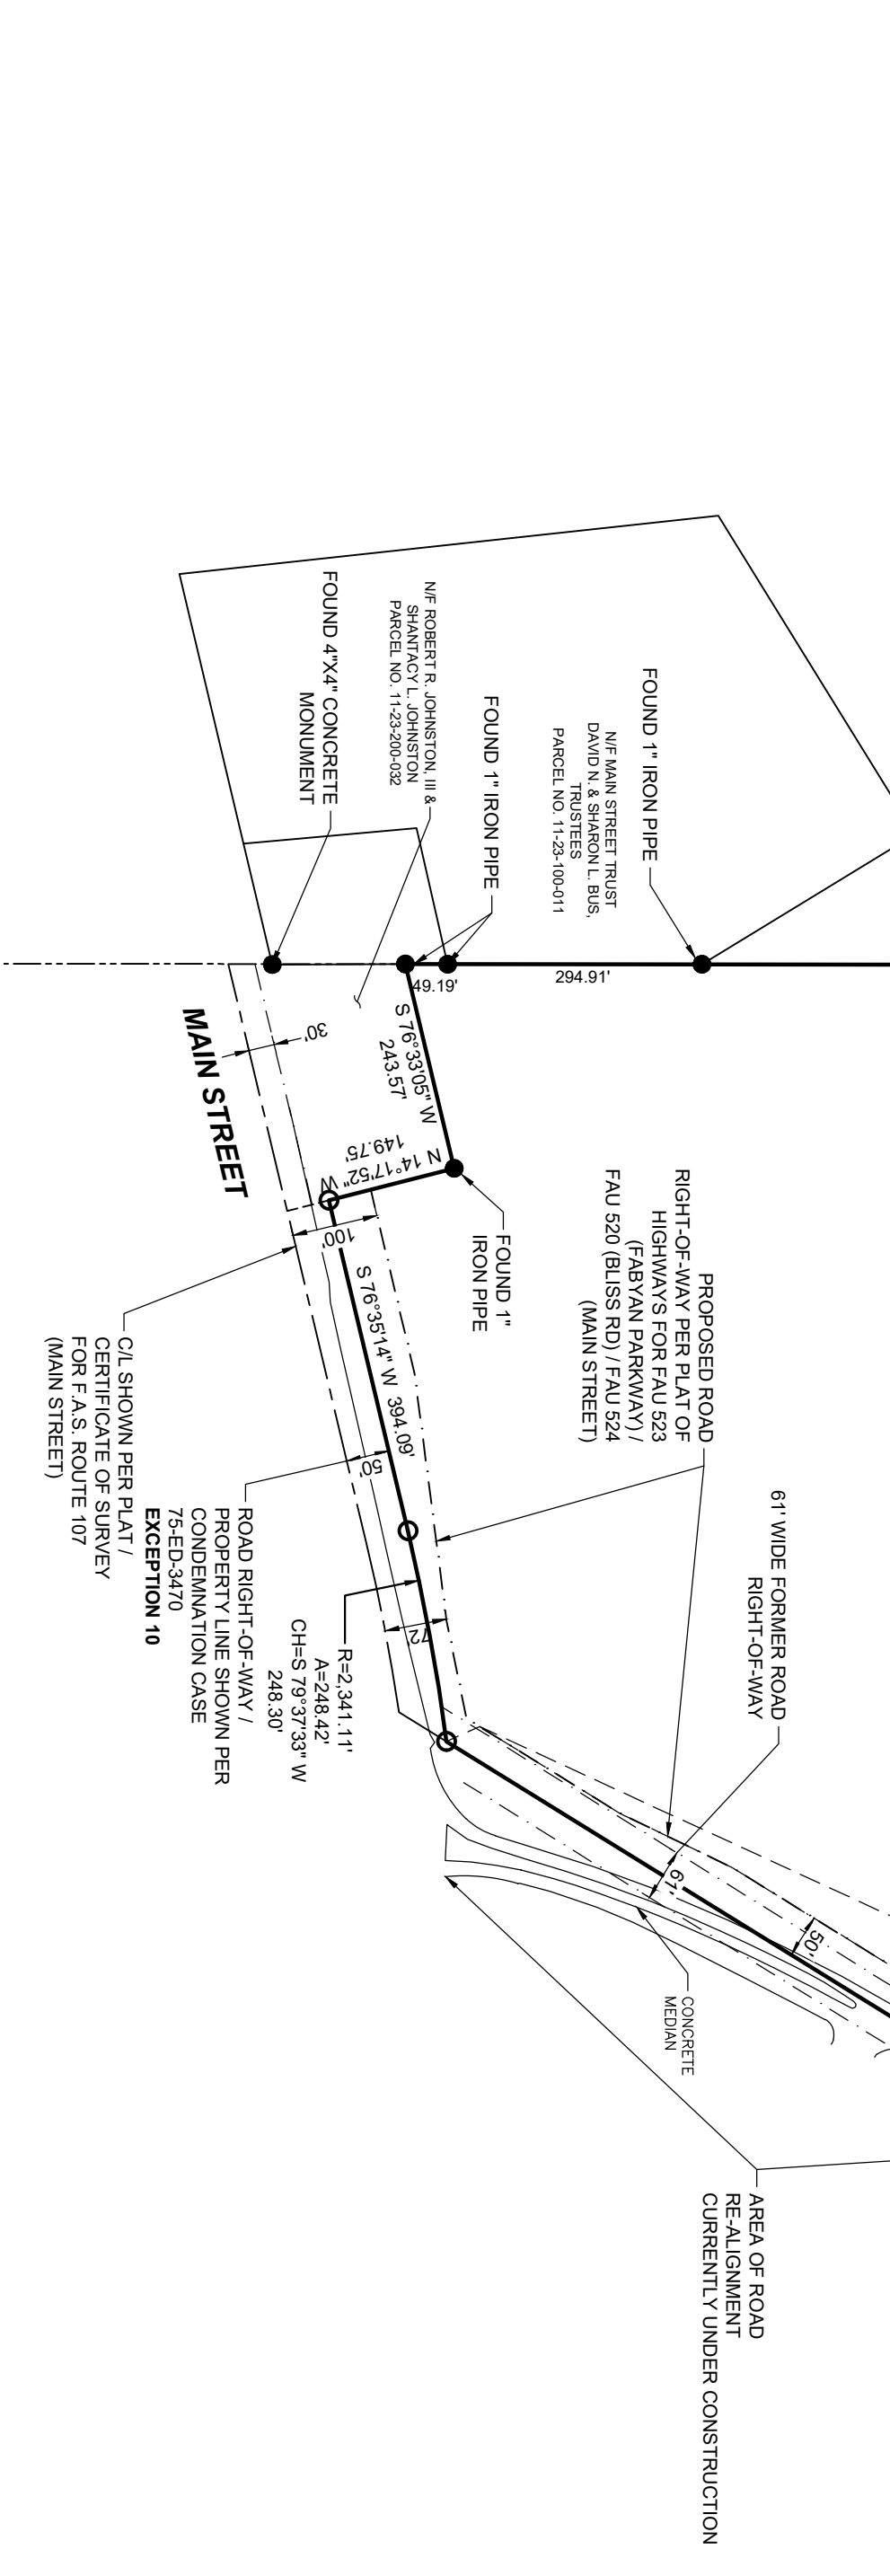 FOUND 1" IRON PIPE
N/F MAIN STREET TRUST
DAVID N. & SHARON L. BUS,
TRUSTEES
PARCEL NO. 11-23-100-011
FOUND 1" IRON PIPE
N/F ROBERT R. JOHNSTON, III &
SHANTACY L. JOHNSTON
PARCEL NO. 11-23-200-032
FOUND 4"X4" CONCRETE
MONUMENT
294.91'
49.19'
S 76°33'05" W
243.57'
30'
MAIN STREET
N 14°17'52" W
149.75'
FOUND 1"
IRON PIPE
100'
S 76°35'14" W 394.09'
50'
PROPOSED ROAD
RIGHT-OF-WAY PER PLAT OF
HIGHWAYS FOR FAU 523
(FABYAN PARKWAY) /
FAU 520 (BLISS RD) / FAU 524
(MAIN STREET)
C/L SHOWN PER PLAT /
CERTIFICATE OF SURVEY
FOR F.A.S. ROUTE 107
(MAIN STREET)
ROAD RIGHT-OF-WAY /
PROPERTY LINE SHOWN PER
CONDEMNATION CASE
75-ED-3470
EXCEPTION 10
72'
R=2,341.11'
A=248.42'
CH=S 79°37'33" W
248.30'
61' WIDE FORMER ROAD
RIGHT-OF-WAY
61'
50'
CONCRETE
MEDIAN
AREA OF ROAD
RE-ALIGNMENT
CURRENTLY UNDER CONSTRUCTION